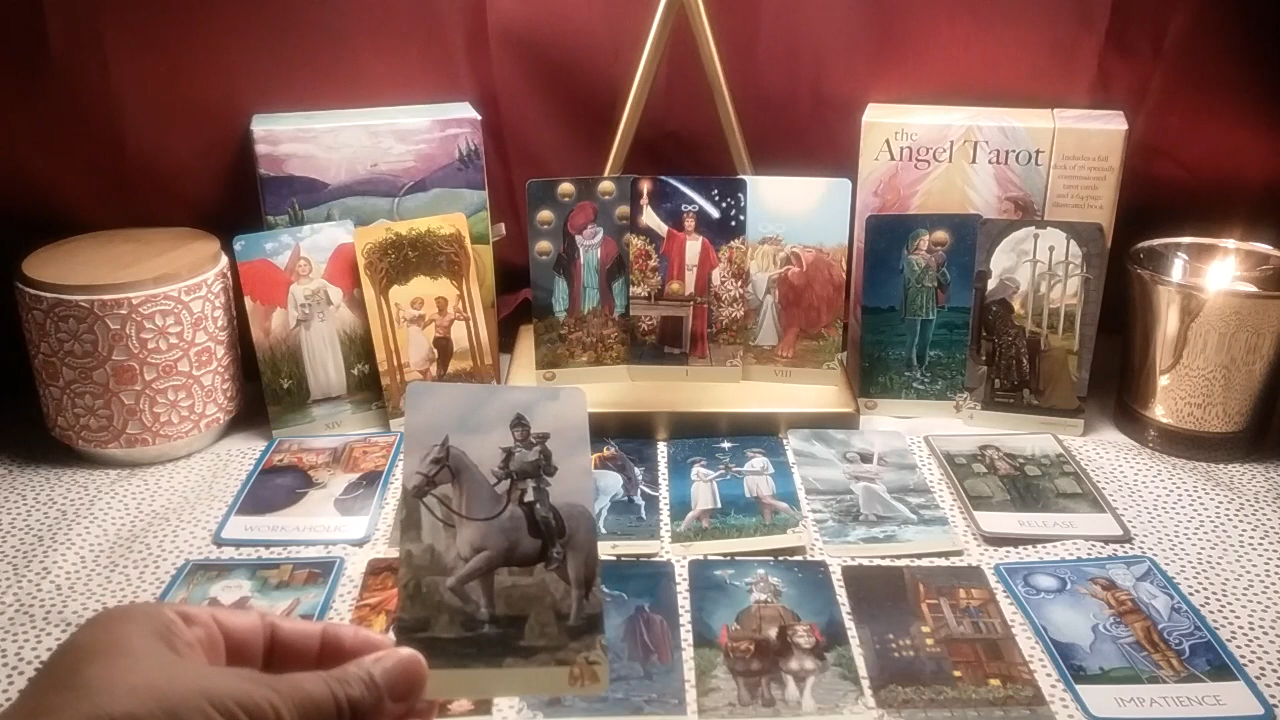 the
Angel Tarot
Includes a full
deck of 78 specially
commissioned
tarot cards
and a 64-page
illustrated book
I
VIII
XIV
4
WORKAHOLIC
RELEASE
IMPATIENCE